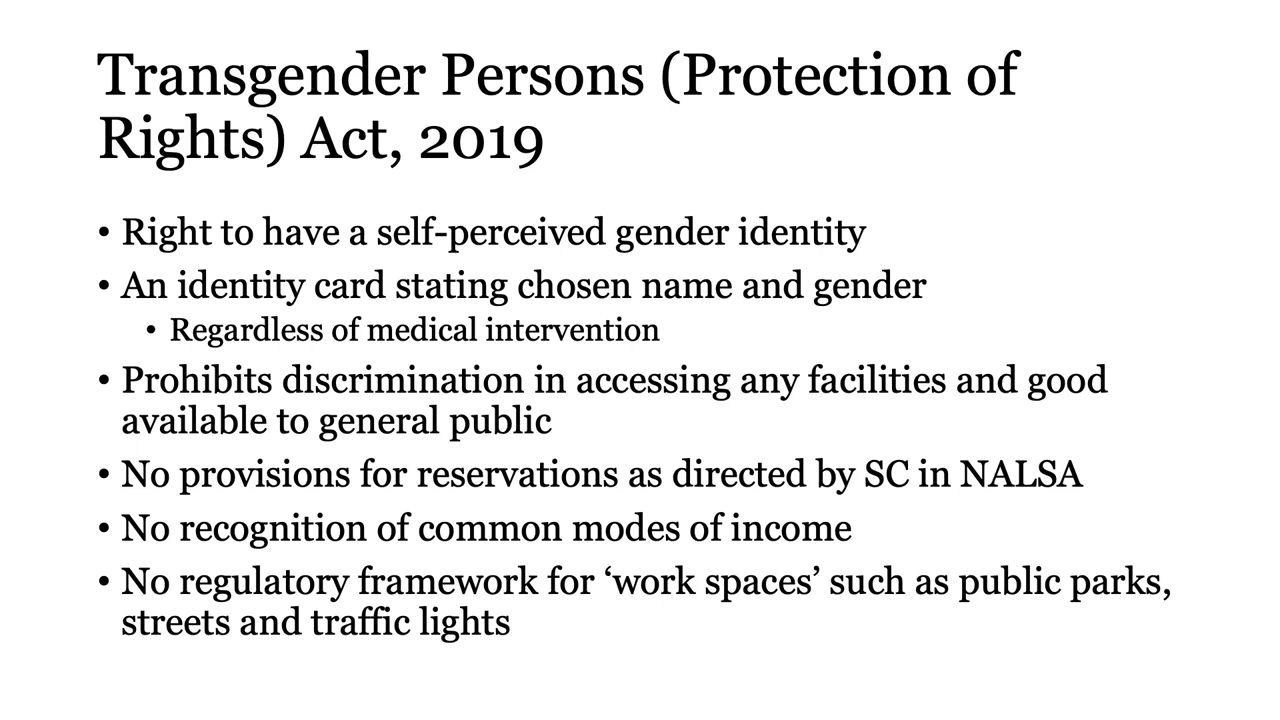 Transgender Persons (Protection of
Rights) Act, 2019
• Right to have a self-perceived gender identity
• An identity card stating chosen name and gender
• Regardless of medical intervention
• Prohibits discrimination in accessing any facilities and good
available to general public
• No provisions for reservations as directed by SC in NALSA
• No recognition of common modes of income
• No regulatory framework for ‘work spaces’ such as public parks,
streets and traffic lights